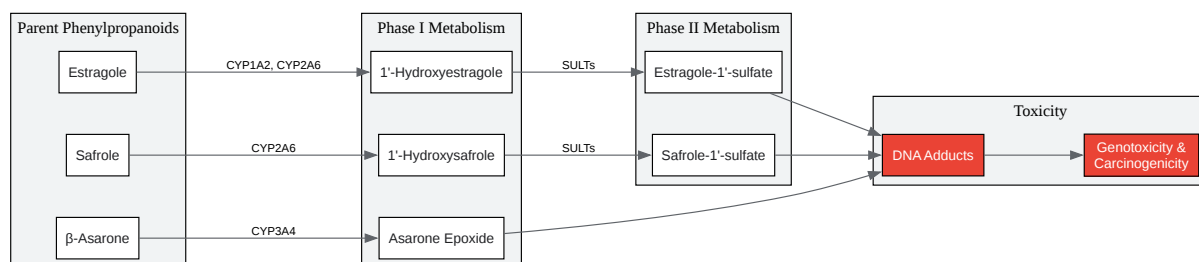 Parent Phenylpropanoids
Phase I Metabolism
Phase II Metabolism
Estragole
CYP1A2, CYP2A6
1'-Hydroxyestragole
SULTs
Estragole-1'-sulfate
Toxicity
Safrole
CYP2A6
1'-Hydroxysafrole
SULTs
Safrole-1'-sulfate
DNA Adducts
Genotoxicity &
Carcinogenicity
β-Asarone
CYP3A4
Asarone Epoxide